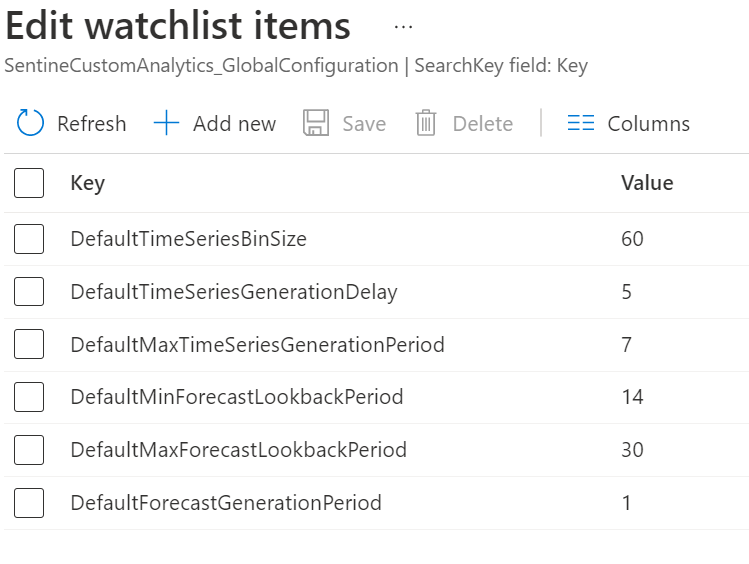 Edit watchlist items ...
SentineCustomAnalytics_GlobalConfiguration | SearchKey field: Key
Refresh Add new Save Delete Columns
Key Value
DefaultTimeSeriesBinSize 60
DefaultTimeSeriesGenerationDelay 5
DefaultMaxTimeSeriesGenerationPeriod 7
DefaultMinForecastLookbackPeriod 14
DefaultMaxForecastLookbackPeriod 30
DefaultForecastGenerationPeriod 1